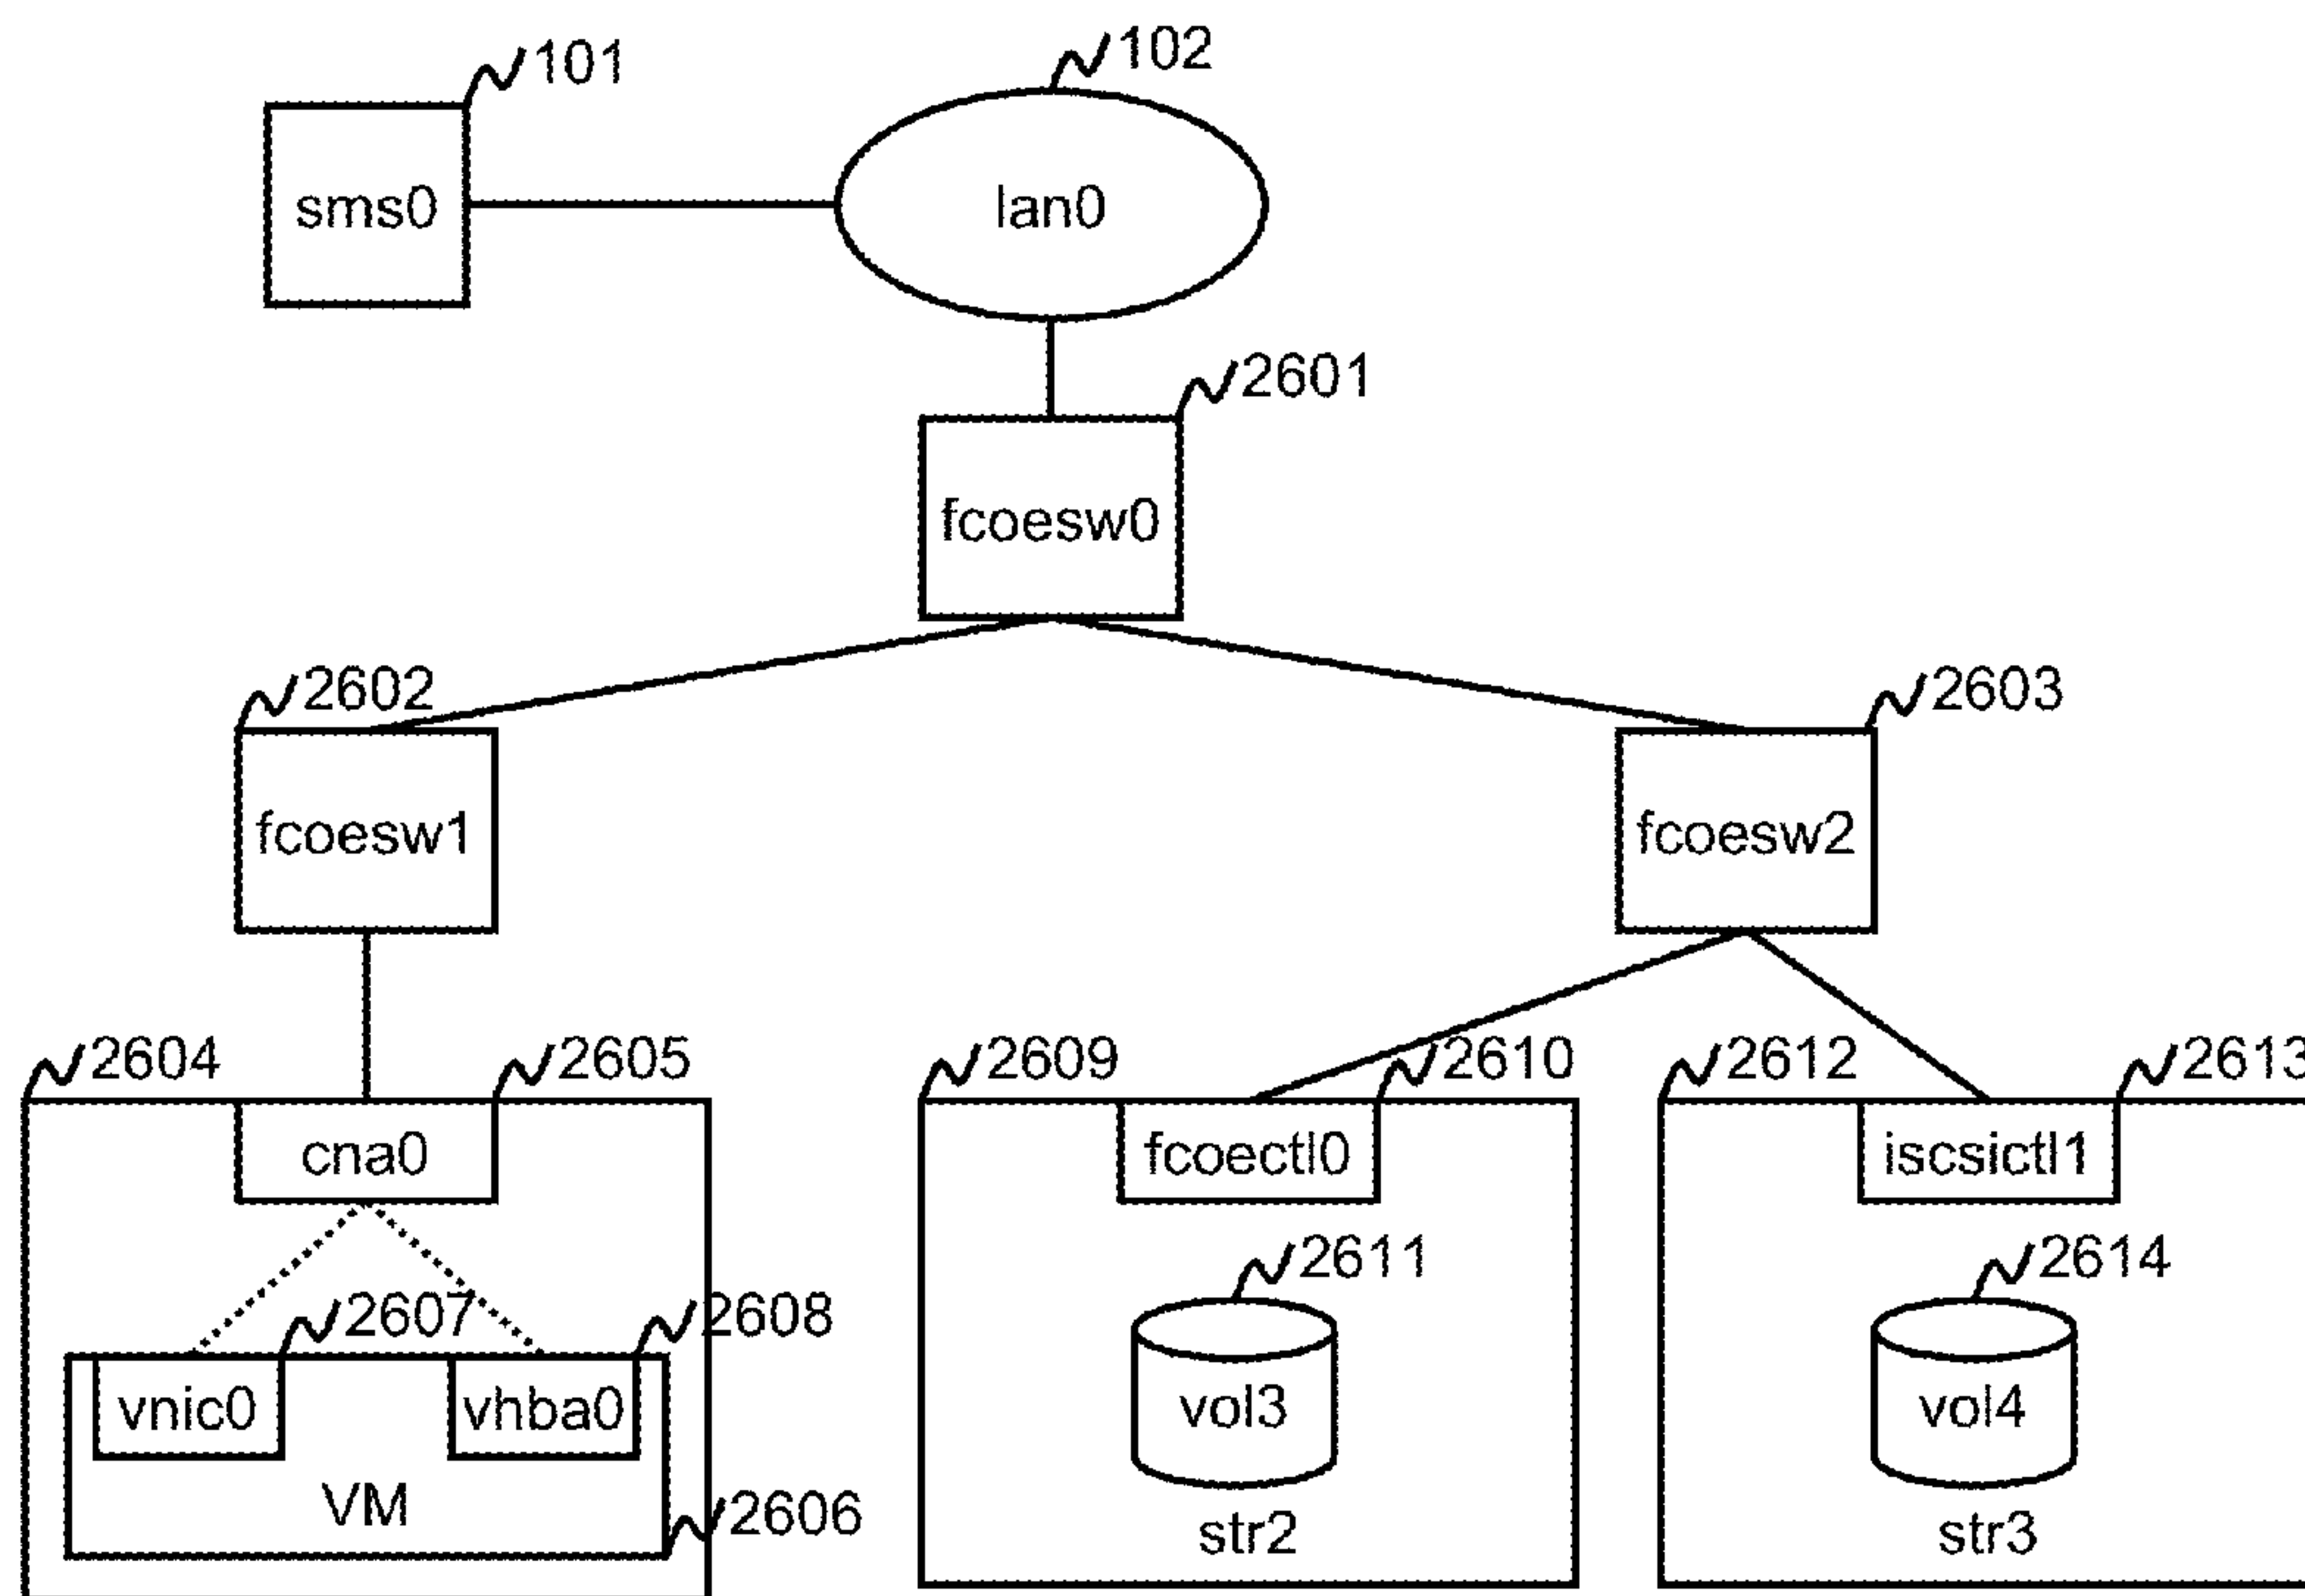 101
102
sms0
lan0
2601
fcoesw0
2602
2603
fcoesw1
fcoesw2
2604
2605
2609
2610
2612
2613
cna0
fcoectl0
iscsictl1
2611
2614
2607
2608
vnic0
vhba0
vol3
vol4
VM
2606
str2
str3